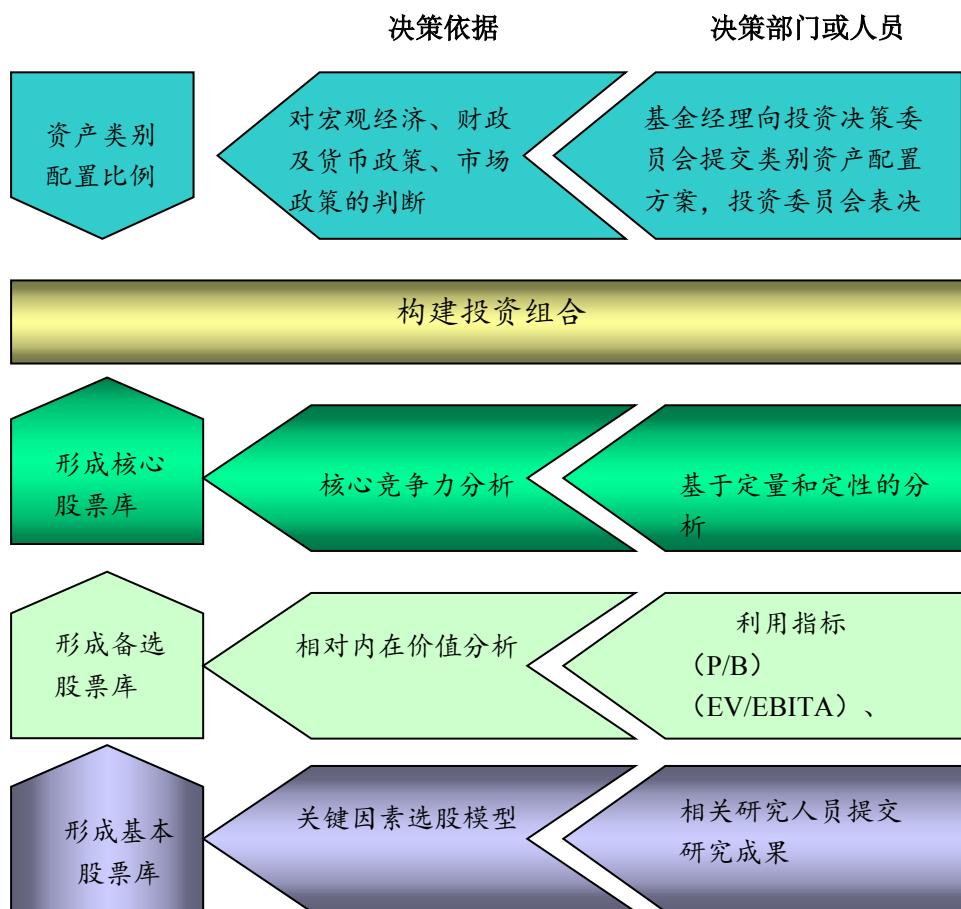 决策依据
决策部门或人员
资产类别
配置比例
对宏观经济、财政
及货币政策、市场
政策的判断
基金经理向投资决策委
员会提交类别资产配置
方案，投资委员会表决
构建投资组合
形成核心
股票库
核心竞争力分析
基于定量和定性的分
析
形成备选
股票库
相对内在价值分析
利用指标
（P/B）
（EV/EBITA）、
形成基本
股票库
关键因素选股模型
相关研究人员提交
研究成果